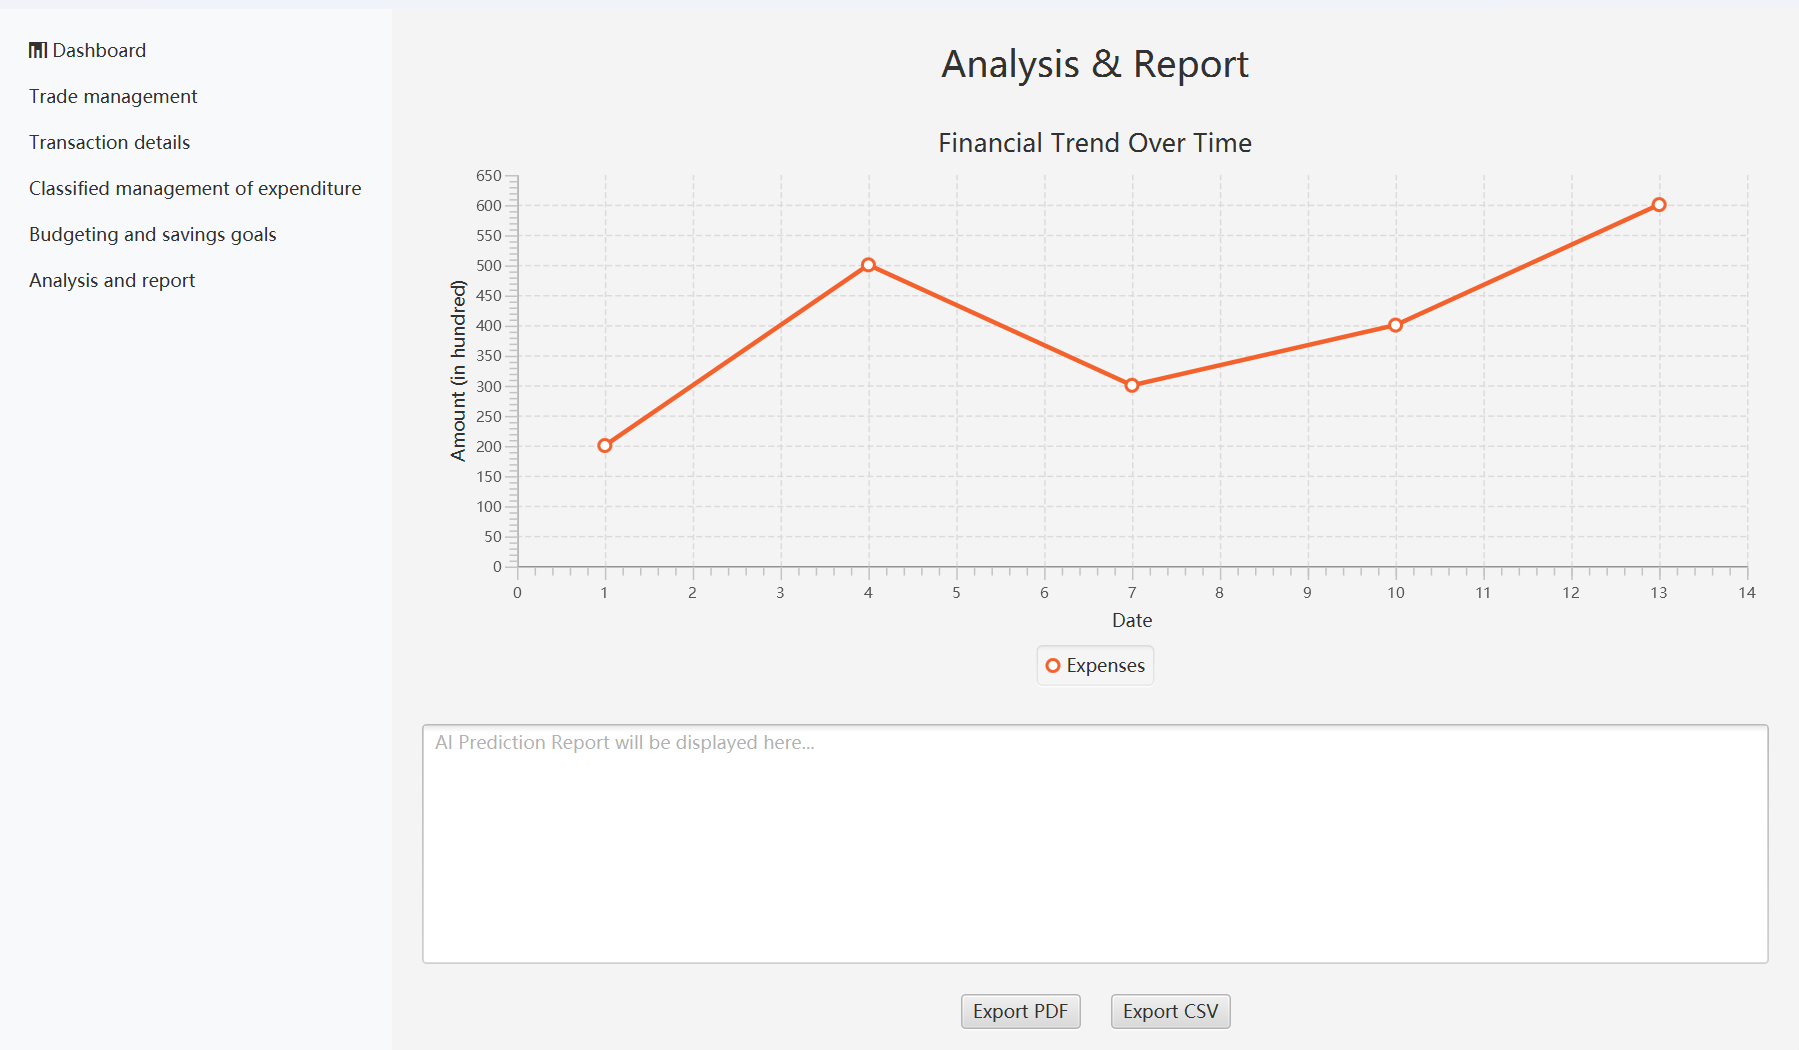 Dashboard
Trade management
Transaction details
Classified management of expenditure
Budgeting and savings goals
Analysis and report
Analysis & Report
Financial Trend Over Time
Amount (in hundred)
650
600
550
500
450
400
350
300
250
200
150
100
50
0
0 1 2 3 4 5 6 7 8 9 10 11 12 13 14
Date
Expenses
AI Prediction Report will be displayed here...
Export PDF Export CSV